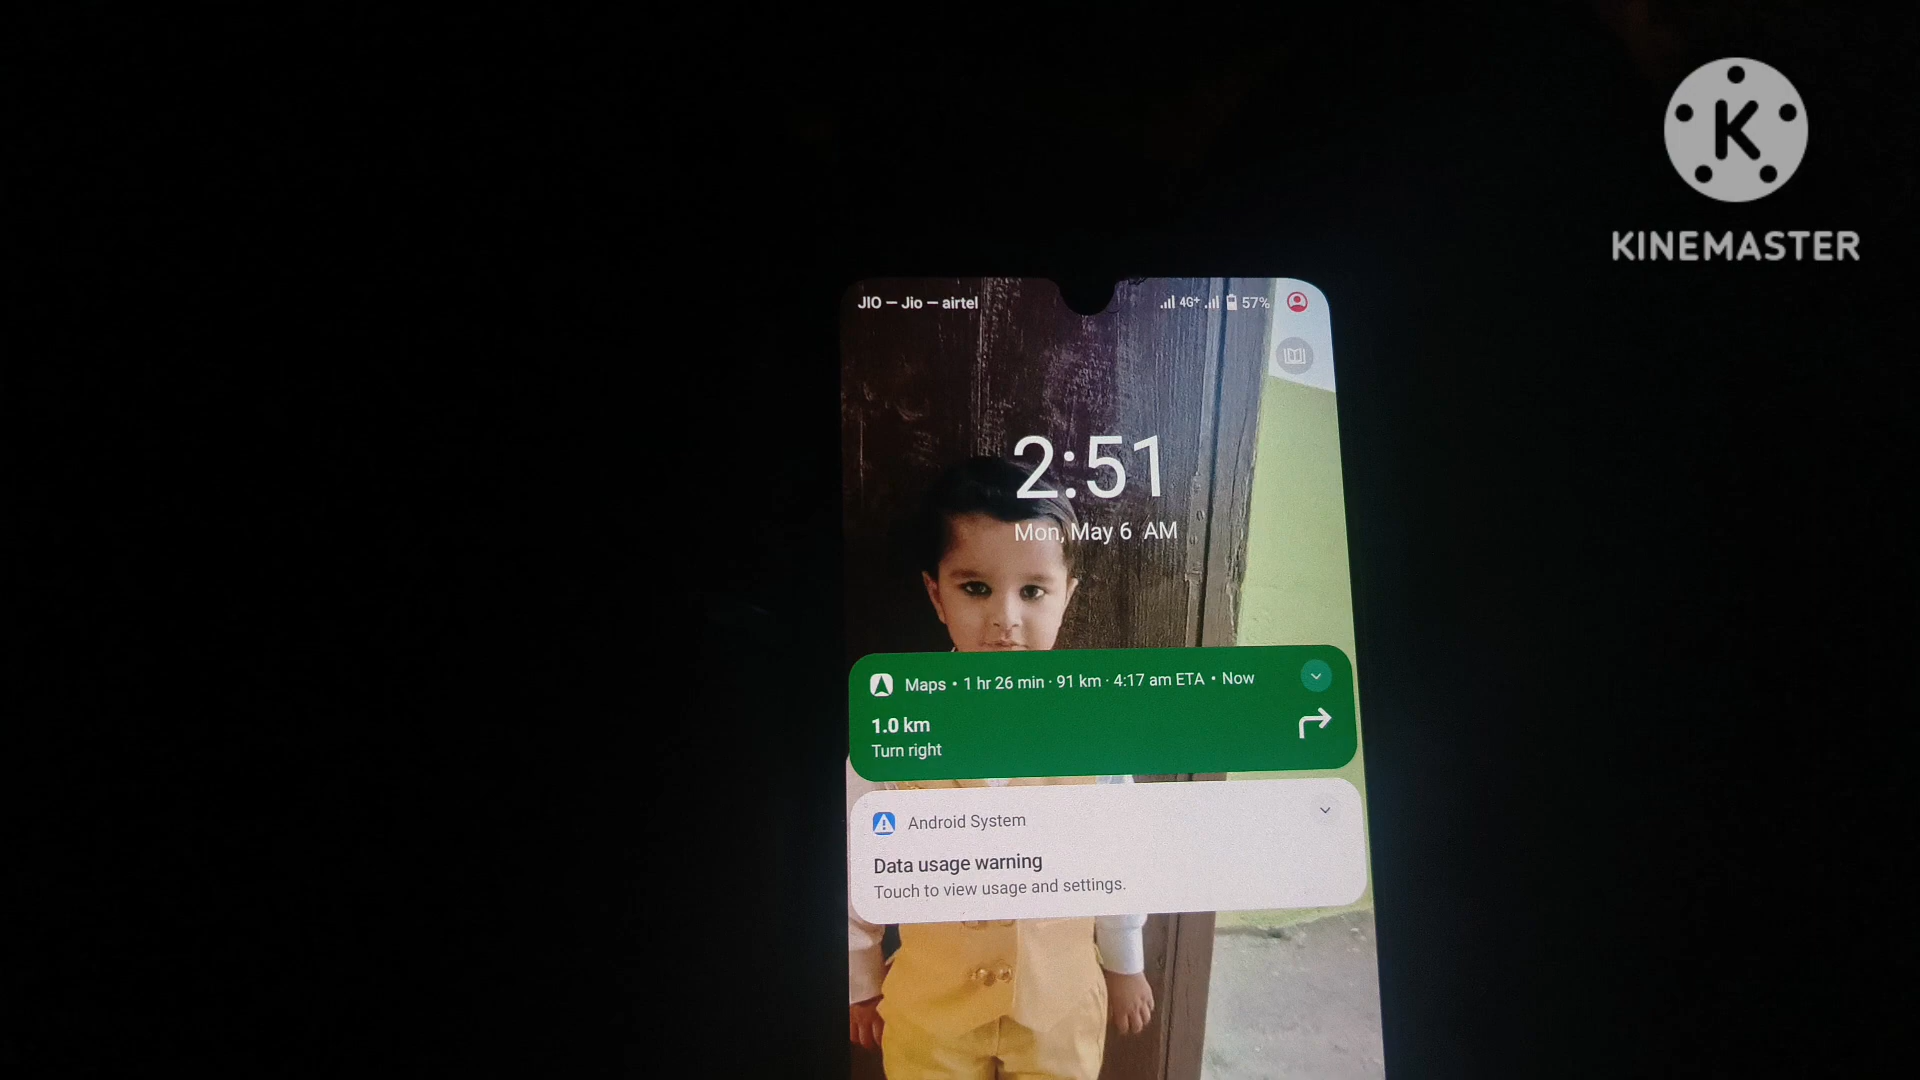 K
KINEMASTER
JIO — Jio — airtel
4G+ 57%
2:51
Mon, May 6 AM
Maps • 1 hr 26 min · 91 km · 4:17 am ETA • Now
1.0 km
Turn right
Android System
Data usage warning
Touch to view usage and settings.